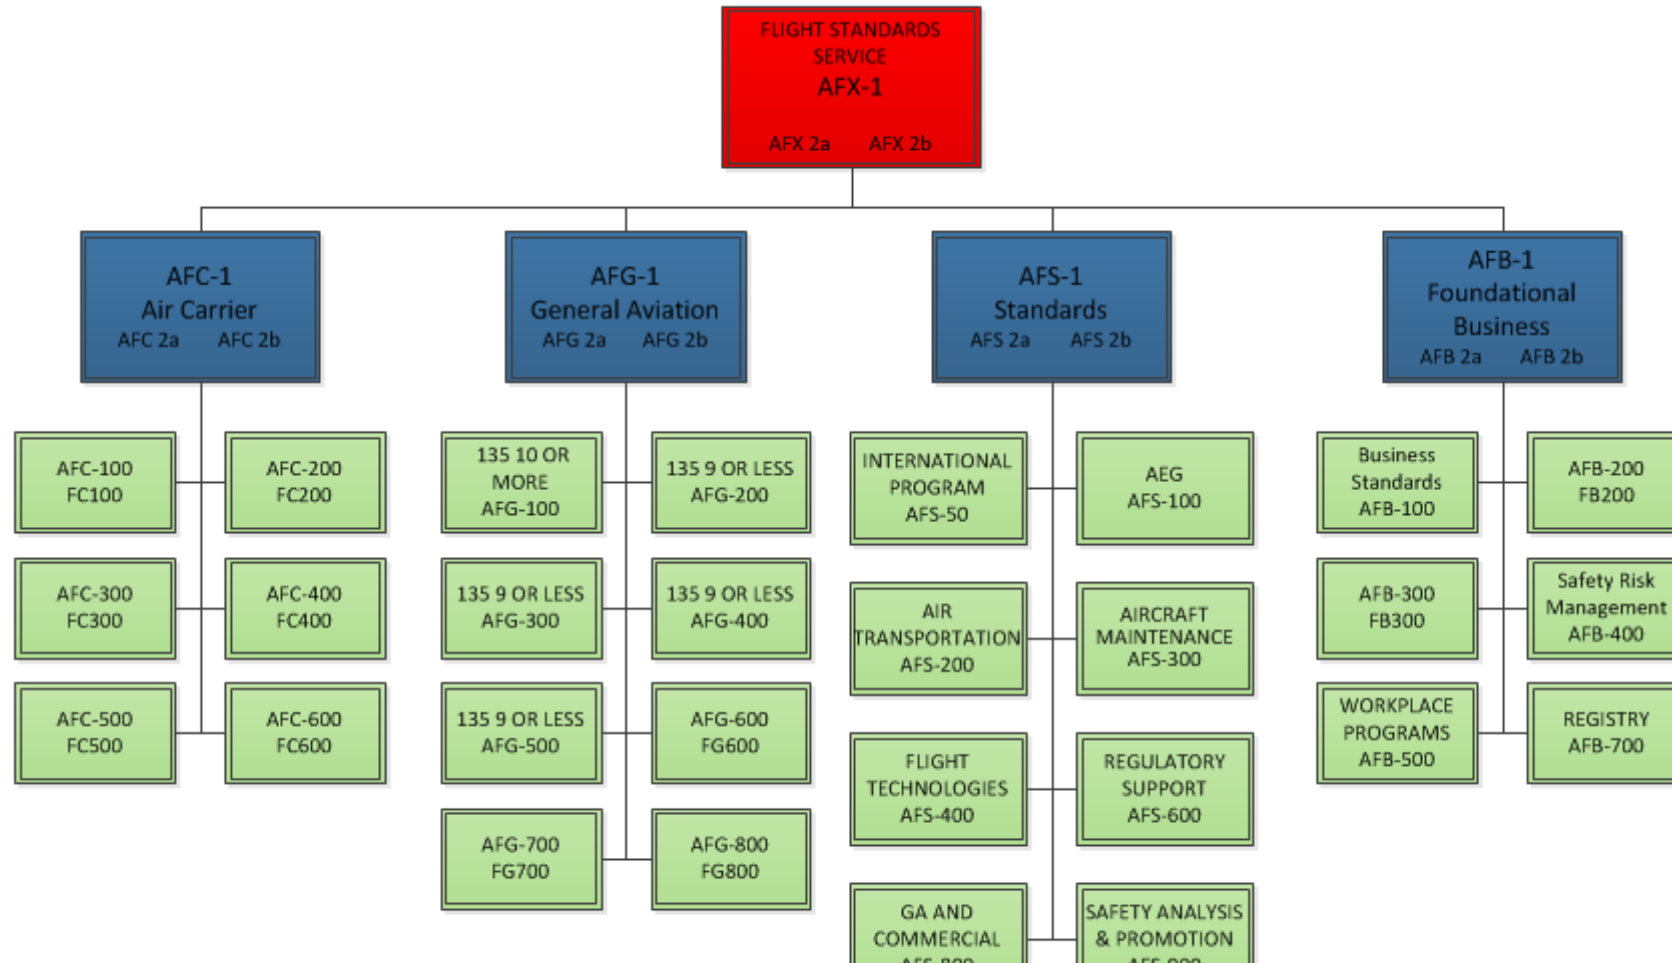 FLIGHT STANDARDS
SERVICE
AFX-1
AFX 2a AFX 2b
AFC-1
Air Carrier
AFC 2a AFC 2b
AFG-1
General Aviation
AFG 2a AFG 2b
AFS-1
Standards
AFS 2a AFS 2b
AFB-1
Foundational
Business
AFB 2a AFB 2b
AFC-100
FC100
AFC-200
FC200
AFC-300
FC300
AFC-400
FC400
AFC-500
FC500
AFC-600
FC600
135 10 OR
MORE
AFG-100
135 9 OR LESS
AFG-200
135 9 OR LESS
AFG-300
135 9 OR LESS
AFG-400
135 9 OR LESS
AFG-500
AFG-600
FG600
AFG-700
FG700
AFG-800
FG800
INTERNATIONAL
PROGRAM
AFS-50
AEG
AFS-100
AIR
TRANSPORTATION
AFS-200
AIRCRAFT
MAINTENANCE
AFS-300
FLIGHT
TECHNOLOGIES
AFS-400
REGULATORY
SUPPORT
AFS-600
GA AND
COMMERCIAL
AFS-800
SAFETY ANALYSIS
& PROMOTION
AFS-900
Business
Standards
AFB-100
AFB-200
FB200
AFB-300
FB300
Safety Risk
Management
AFB-400
WORKPLACE
PROGRAMS
AFB-500
REGISTRY
AFB-700